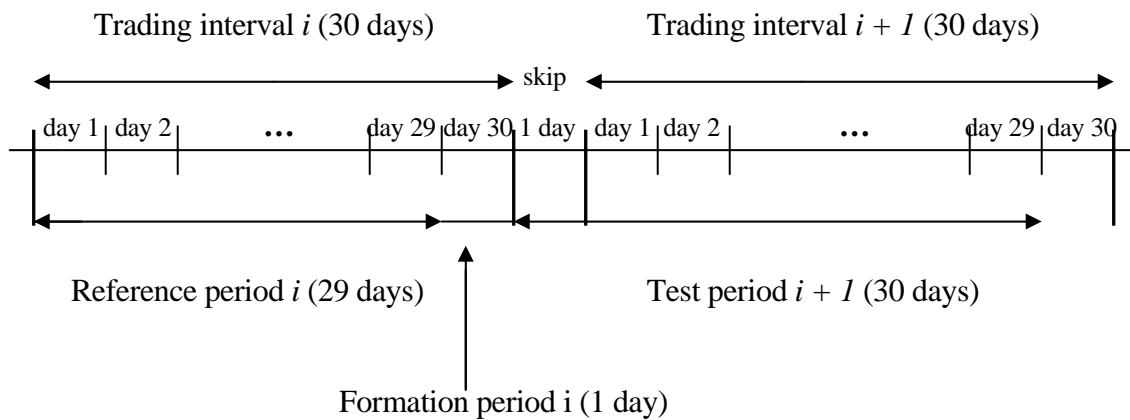 Trading interval i (30 days) Trading interval i + 1 (30 days)
skip
day 1 day 2 ... day 29 day 30 1 day day 1 day 2 ... day 29 day 30
Reference period i (29 days) Test period i + 1 (30 days)
Formation period i (1 day)